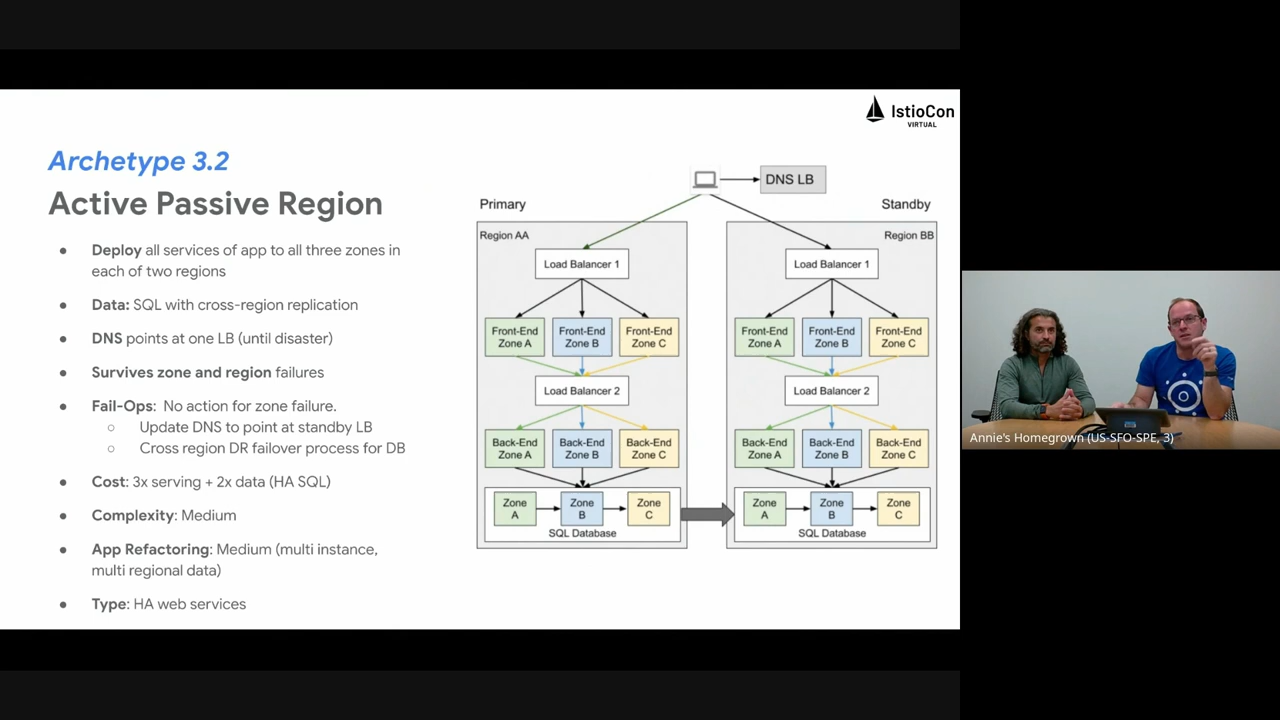 IstioCon
VIRTUAL
Archetype 3.2
Active Passive Region
● Deploy all services of app to all three zones in
each of two regions
● Data: SQL with cross-region replication
● DNS points at one LB (until disaster)
● Survives zone and region failures
● Fail-Ops: No action for zone failure.
○ Update DNS to point at standby LB
○ Cross region DR failover process for DB
● Cost: 3x serving + 2x data (HA SQL)
● Complexity: Medium
● App Refactoring: Medium (multi instance,
multi regional data)
● Type: HA web services
DNS LB
Primary
Standby
Region AA
Load Balancer 1
Front-End
Zone A
Front-End
Zone B
Front-End
Zone C
Load Balancer 2
Back-End
Zone A
Back-End
Zone B
Back-End
Zone C
Zone
A
Zone
B
Zone
C
SQL Database
Region BB
Load Balancer 1
Front-End
Zone A
Front-End
Zone B
Front-End
Zone C
Load Balancer 2
Back-End
Zone A
Back-End
Zone B
Back-End
Zone C
Zone
A
Zone
B
Zone
C
SQL Database
Annie's Homegrown (US-SFO-SPE, 3)